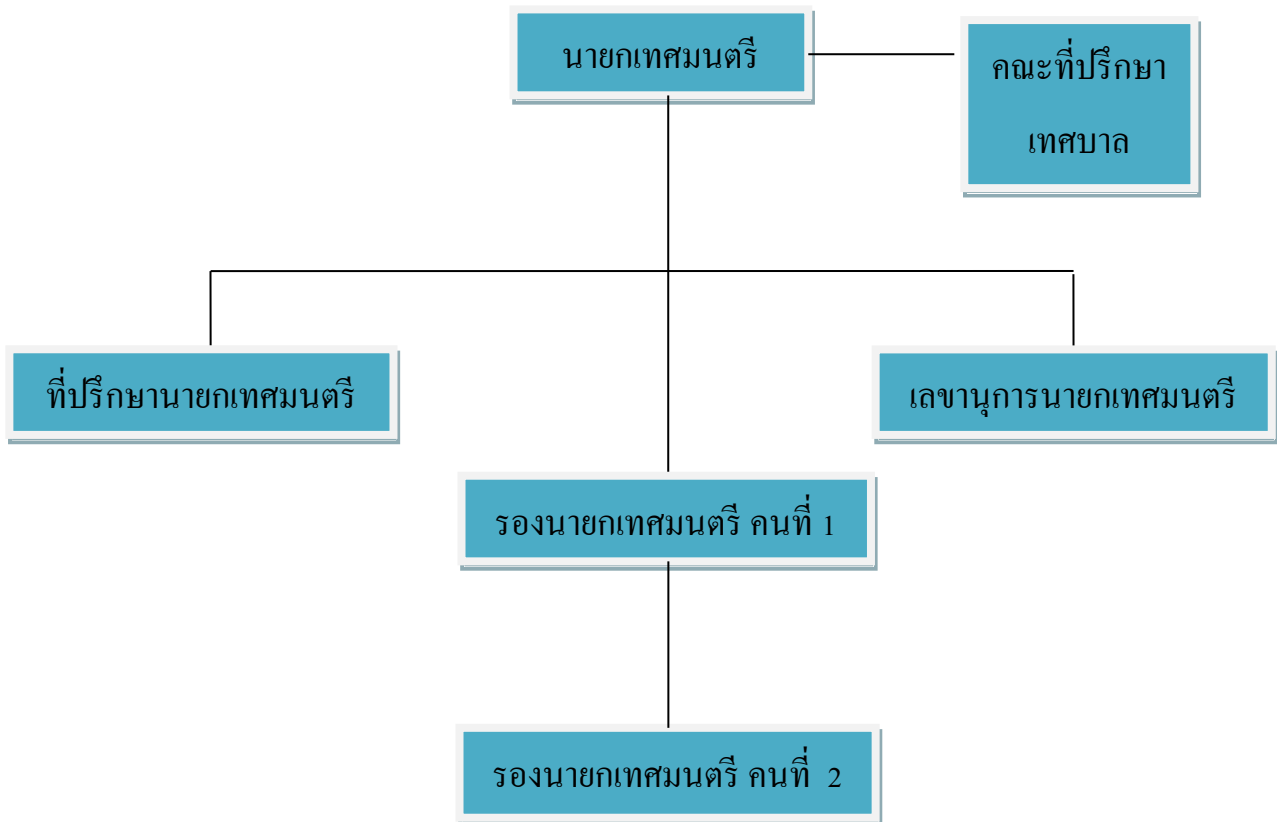 นายกเทศมนตรี
คณะที่ปรึกษา
เทศบาล
ที่ปรึกษานายกเทศมนตรี
เลขานุการนายกเทศมนตรี
รองนายกเทศมนตรี คนที่ 1
รองนายกเทศมนตรี คนที่ 2